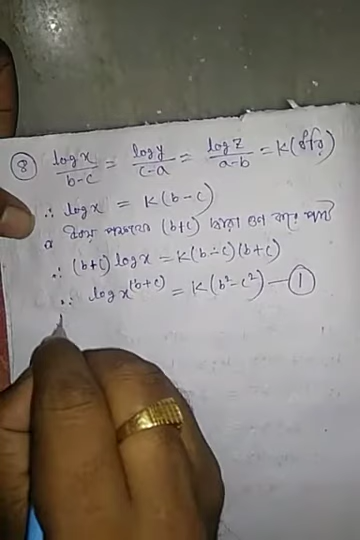 8 log x / b-c = log y / c-a = log z / a-b = K (ধরি)
∴ log x = K(b-c)
উভয় পক্ষকে (b+c) দ্বারা গুণ করে পাই
∴ (b+c) log x = K(b-c)(b+c)
∴ log x^(b+c) = K(b²-c²) — 1